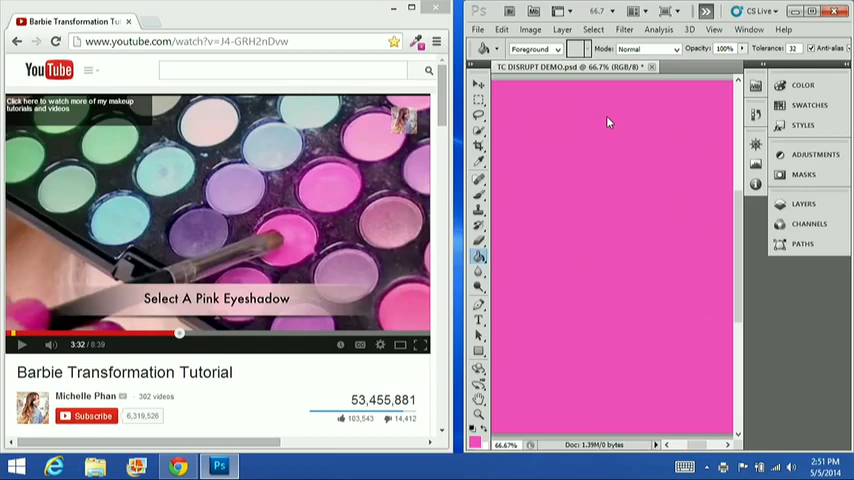 Barbie Transformation Tut
www.youtube.com/watch?v=J4-GRH2nDvw
YouTube
Click here to watch more of my makeup
tutorials and videos
Select A Pink Eyeshadow
3:32 / 8:39
Barbie Transformation Tutorial
Michelle Phan 302 videos
Subscribe 6,319,526
53,455,881
103,543 14,412
Ps 66.7 CS Live
File Edit Image Layer Select Filter Analysis 3D View Window Help
Foreground Mode: Normal Opacity: 100% Tolerance: 32 Anti-alias
TC DISRUPT DEMO.psd @ 66.7% (RGB/8) *
COLOR
SWATCHES
STYLES
ADJUSTMENTS
MASKS
LAYERS
CHANNELS
PATHS
66.67% Doc: 1.39M/0 bytes
Ps
2:51 PM
5/5/2014